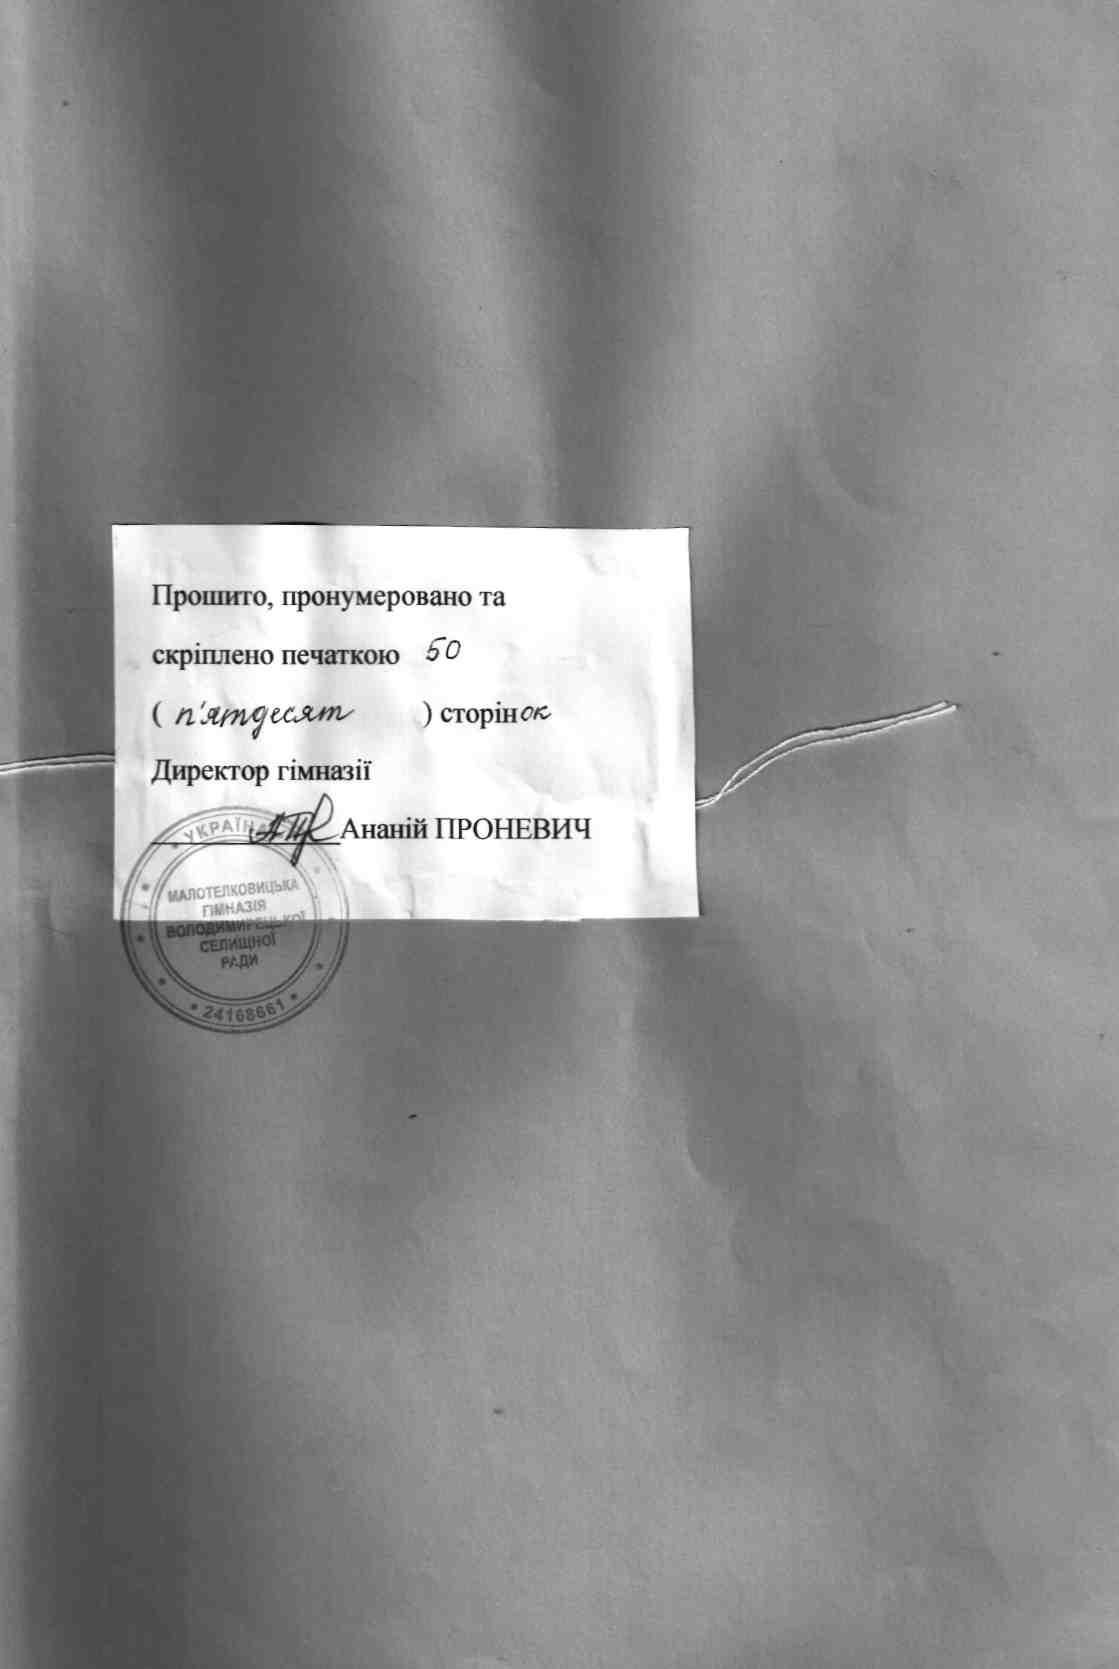 Прошито, пронумеровано та
скріплено печаткою 50
( п'ятдесят ) сторінок
Директор гімназії
Ананій ПРОНЕВИЧ
УКРАЇНА
МАЛОТЕЛКОВИЦЬКА
ГІМНАЗІЯ
ВОЛОДИМИРЕЦЬКОЇ
СЕЛИЩНОЇ
РАДИ
24168661